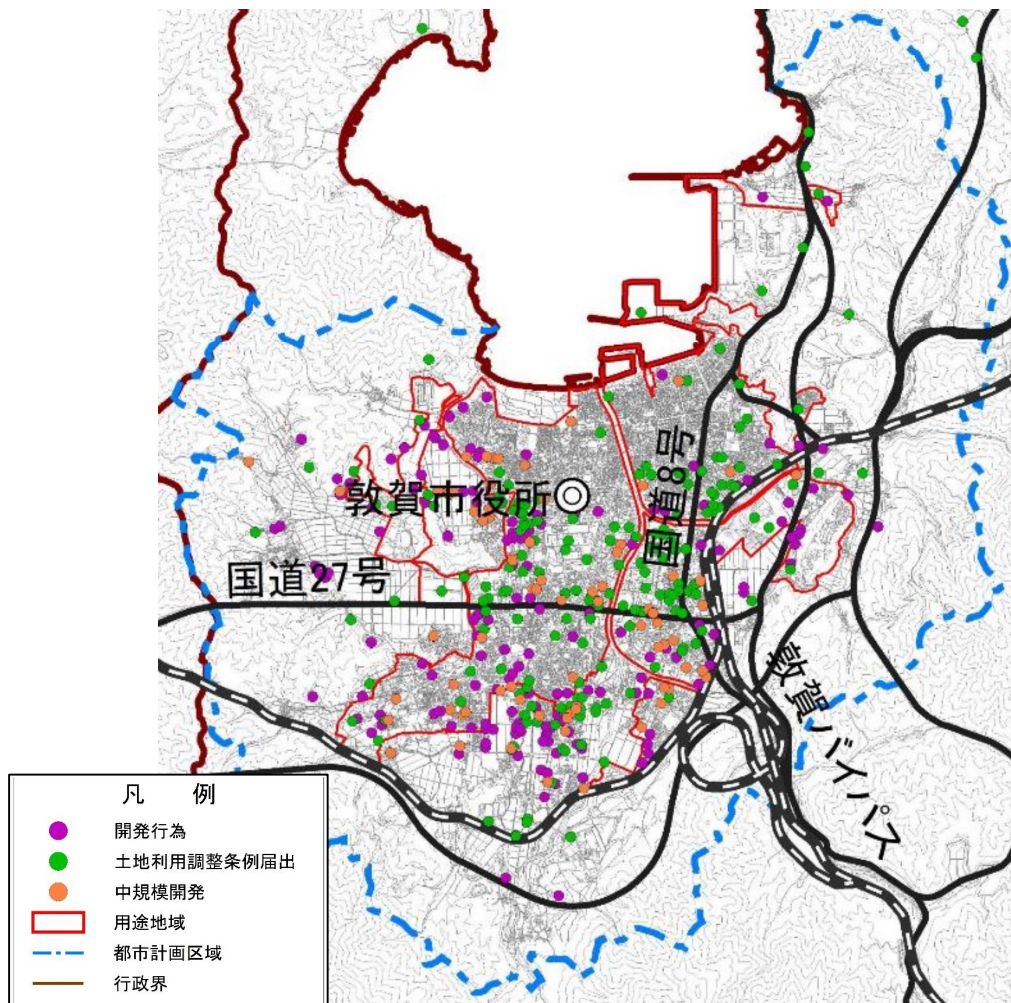 敦賀市役所
国道8号
国道27号
敦賀バイパス
凡 例
開発行為
土地利用調整条例届出
中規模開発
用途地域
都市計画区域
行政界